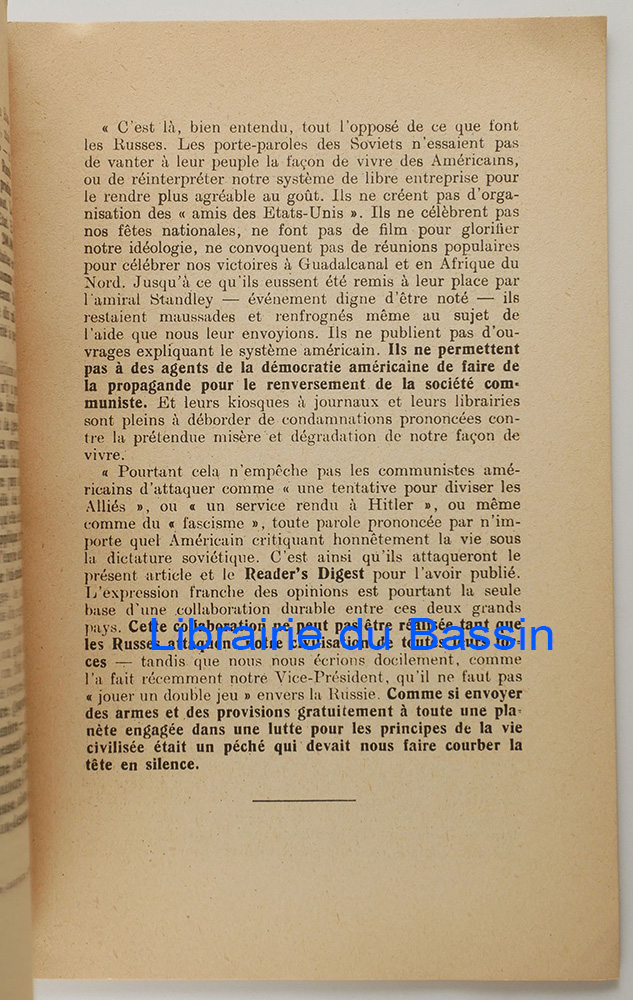 « C'est là, bien entendu, tout l'opposé de ce que font
les Russes. Les porte-paroles des Soviets n'essaient pas
de vanter à leur peuple la façon de vivre des Américains,
ou de réinterpréter notre système de libre entreprise pour
le rendre plus agréable au goût. Ils ne créent pas d'orga-
nisation des « amis des Etats-Unis ». Ils ne célèbrent pas
nos fêtes nationales, ne font pas de film pour glorifier
notre idéologie, ne convoquent pas de réunions populaires
pour célébrer nos victoires à Guadalcanal et en Afrique du
Nord. Jusqu'à ce qu'ils eussent été remis à leur place par
l'amiral Standley — événement digne d'être noté — ils
restaient maussades et renfrognés même au sujet de
l'aide que nous leur envoyions. Ils ne publient pas d'ou-
vrages expliquant le système américain. Ils ne permettent
pas à des agents de la démocratie américaine de faire de
la propagande pour le renversement de la société com-
muniste. Et leurs kiosques à journaux et leurs librairies
sont pleins à déborder de condamnations prononcées con-
tre la prétendue misère et dégradation de notre façon de
vivre.
« Pourtant cela n'empêche pas les communistes amé-
ricains d'attaquer comme « une tentative pour diviser les
Alliés », ou « un service rendu à Hitler », ou même
comme du « fascisme », toute parole prononcée par n'im-
porte quel Américain critiquant honnêtement la vie sous
la dictature soviétique. C'est ainsi qu'ils attaqueront le
présent article et le Reader's Digest pour l'avoir publié.
L'expression franche des opinions est pourtant la seule
base d'une collaboration durable entre ces deux grands
pays. Cette collaboration ne peut pas être réalisée tant que
les Russes attaquent notre civilisation de toutes leurs for-
ces — tandis que nous nous écrions docilement, comme
l'a fait récemment notre Vice-Président, qu'il ne faut pas
« jouer un double jeu » envers la Russie. Comme si envoyer
des armes et des provisions gratuitement à toute une pla-
nète engagée dans une lutte pour les principes de la vie
civilisée était un péché qui devait nous faire courber la
tête en silence.
Librairie du Bassin